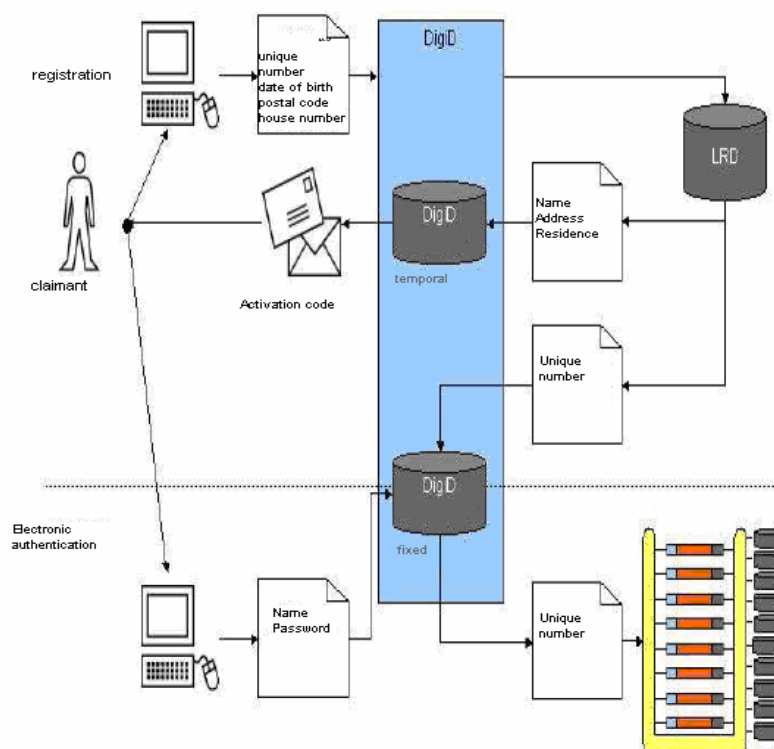 registration
unique
number
date of birth
postal code
house number
DigiD
LRD
claimant
Activation code
DigiD
temporal
Name
Address
Residence
Unique
number
DigiD
fixed
Electronic
authentication
Name
Password
Unique
number